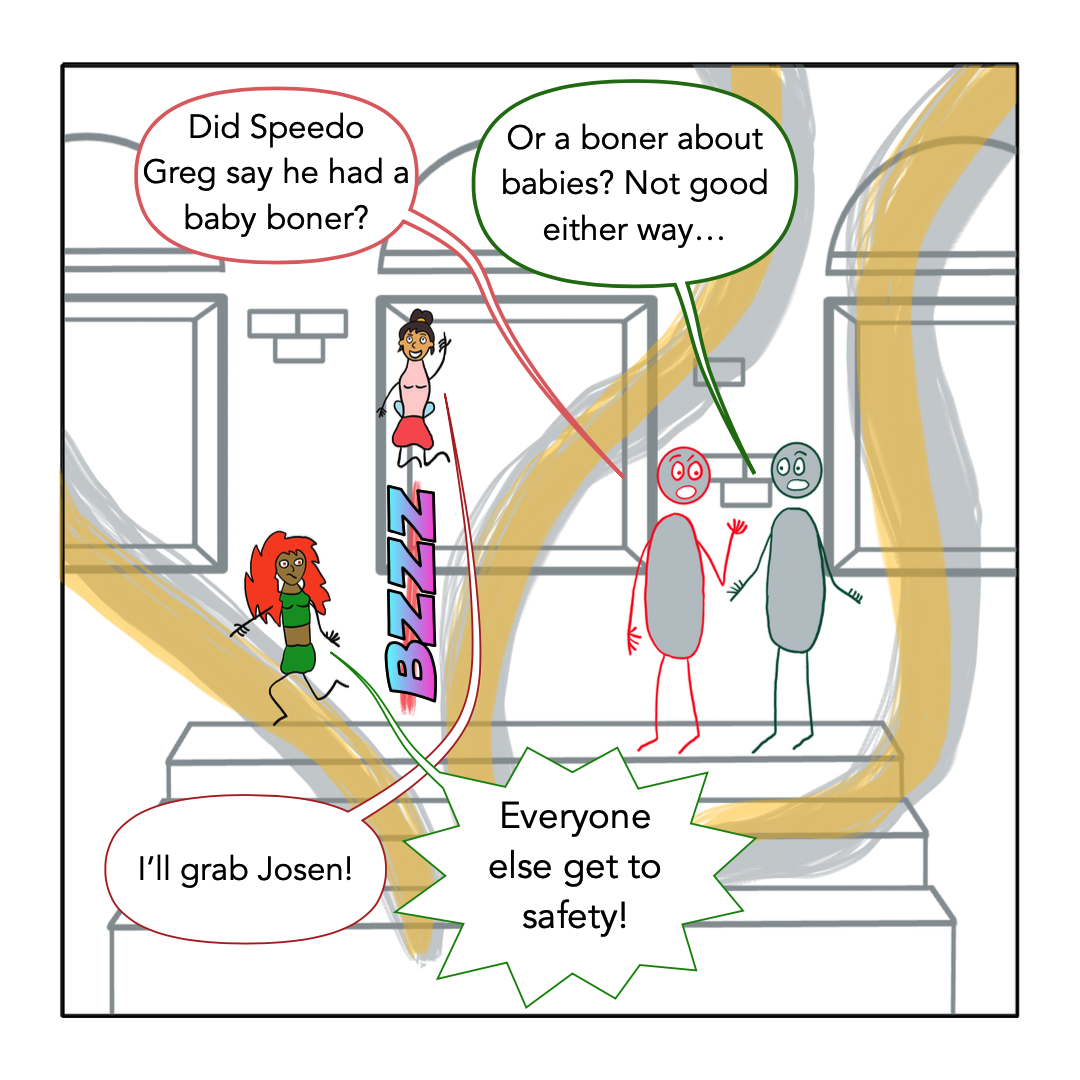 Did Speedo
Greg say he had a
baby boner?
Or a boner about
babies? Not good
either way…
BZZZ
I’ll grab Josen!
Everyone
else get to
safety!